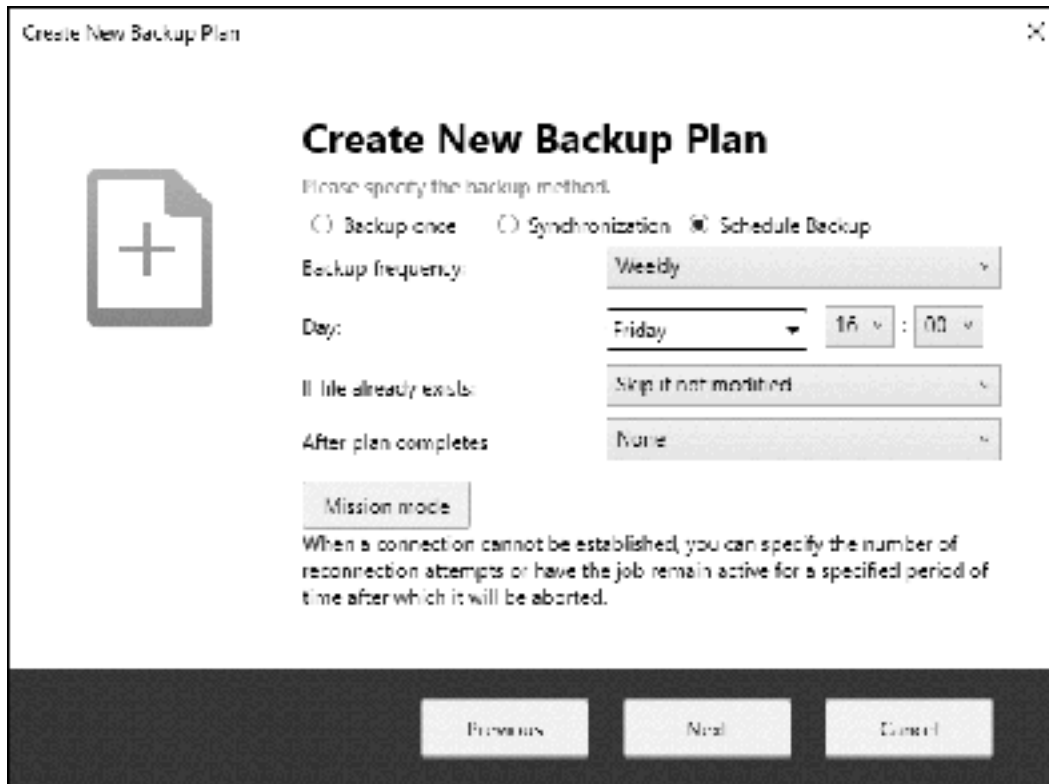 Create New Backup Plan
Create New Backup Plan
Please specify the backup method.
Backup once Synchronization Schedule Backup
Backup frequency: Weekly
Day: Friday 16 : 00
If file already exists: Skip if not modified
After plan completes None
Mission mode
When a connection cannot be established, you can specify the number of
reconnection attempts or have the job remain active for a specified period of
time after which it will be aborted.
Previous Next Cancel